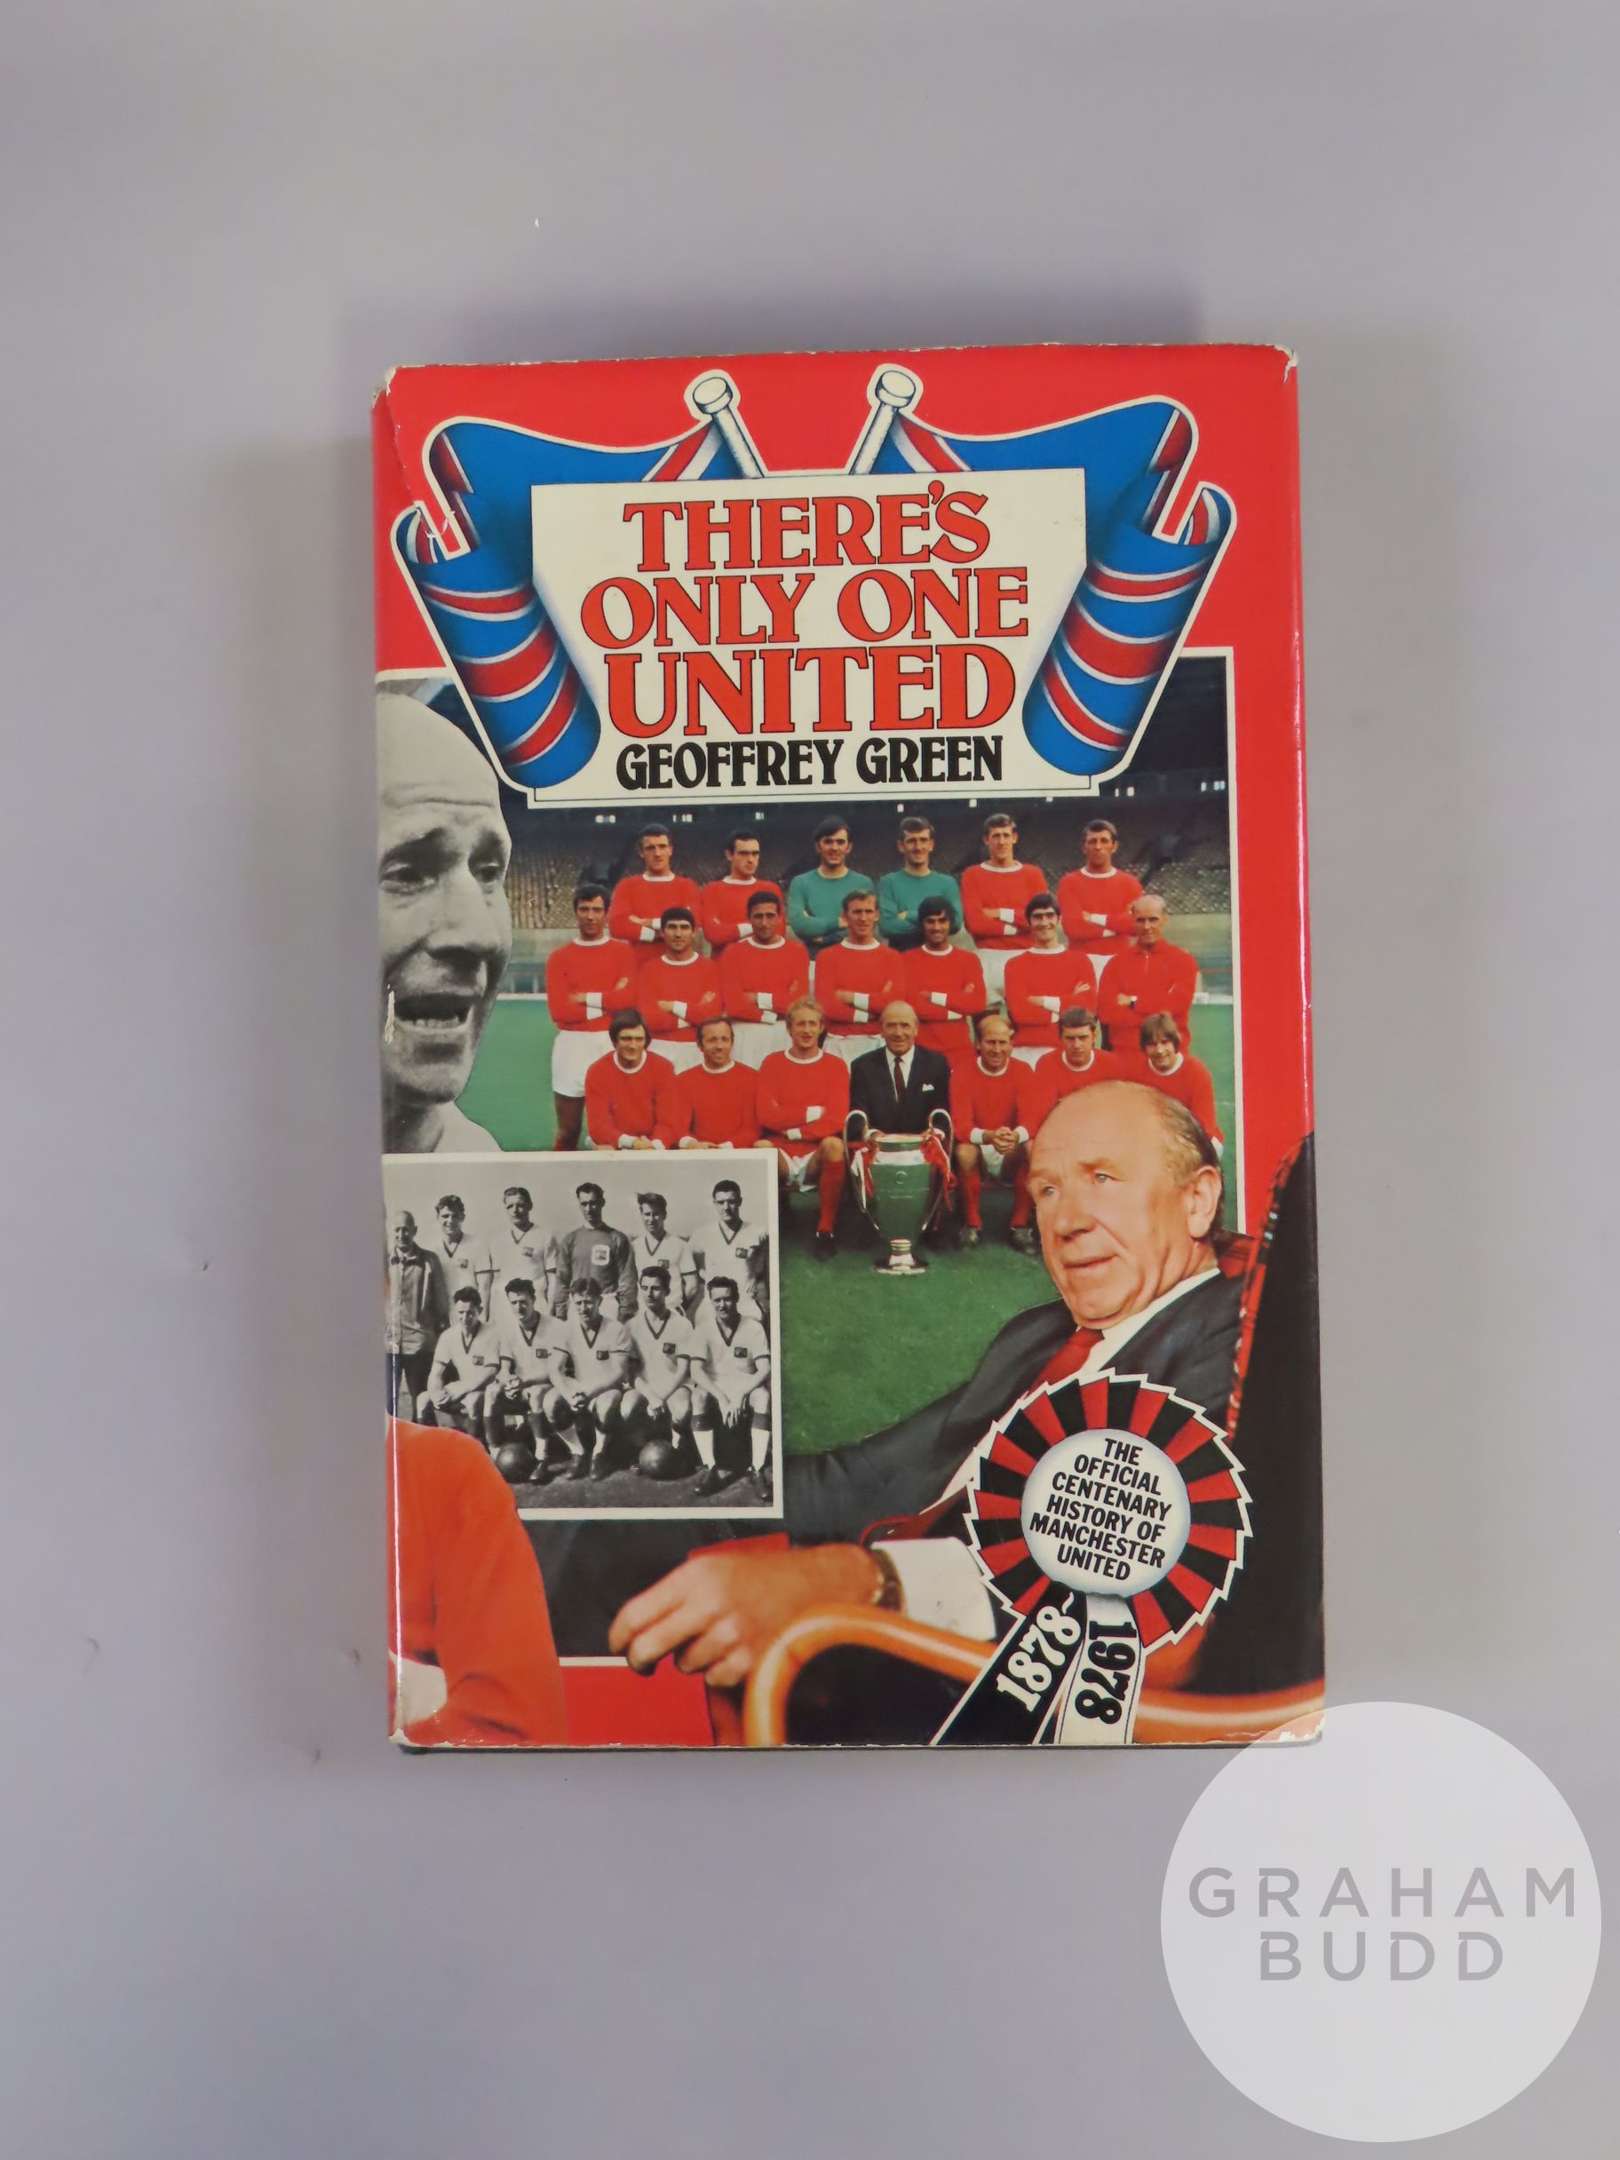 THERE'S
ONLY ONE
UNITED
GEOFFREY GREEN
THE
OFFICIAL
CENTENARY
HISTORY OF
MANCHESTER
UNITED
1878~
1978
GRAHAM
BUDD